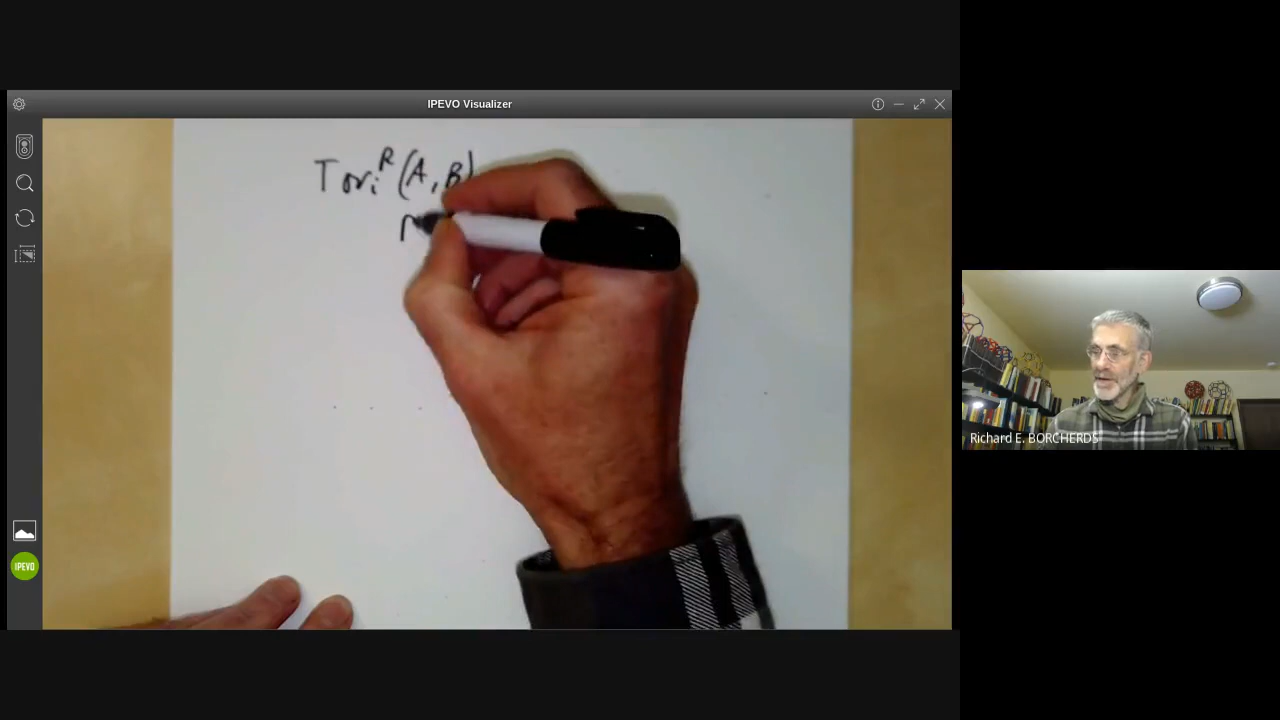 IPEVO Visualizer
Tor_i^R (A, B)
Richard E. BORCHERDS
IPEVO